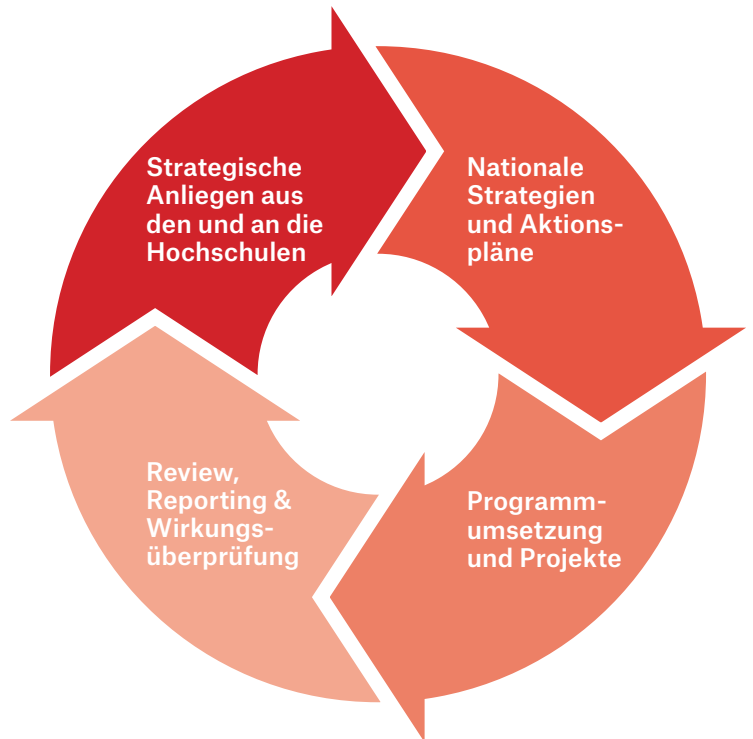 Strategische
Anliegen aus
den und an die
Hochschulen
Nationale
Strategien
und Aktions-
pläne
Programm-
umsetzung
und Projekte
Review,
Reporting &
Wirkungs-
überprüfung